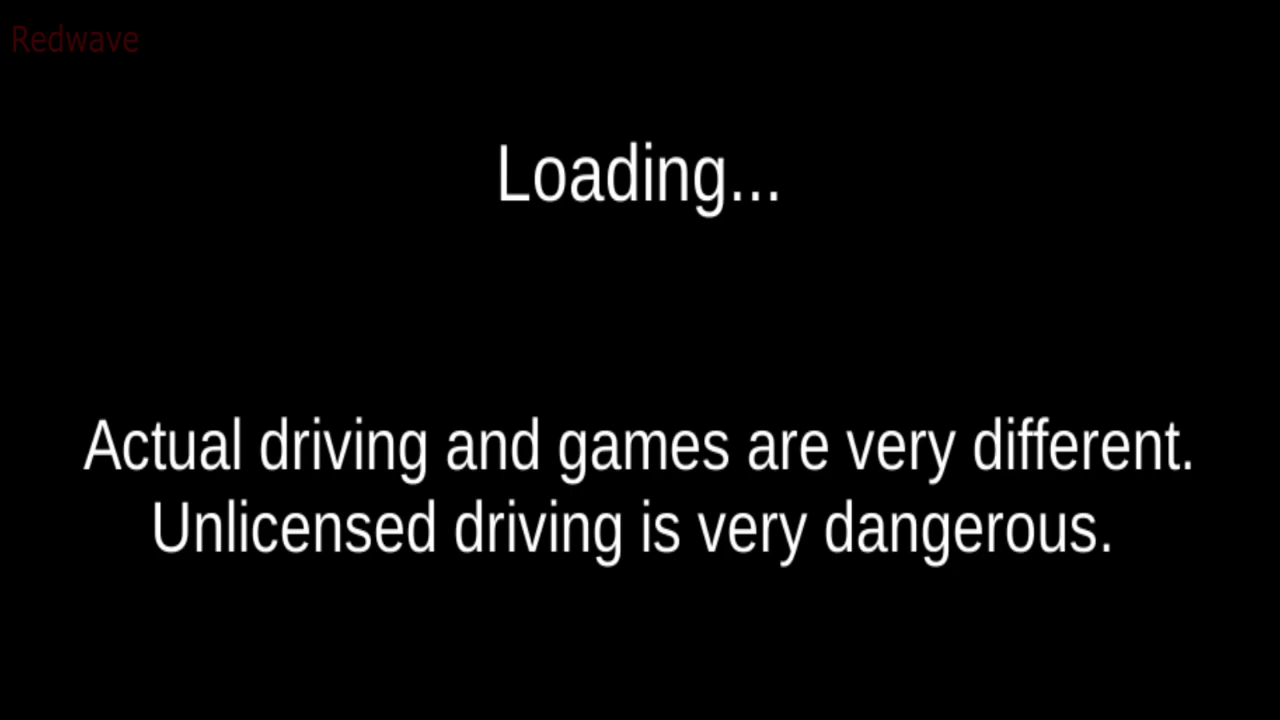 Redwave
Loading...
Actual driving and games are very different.
Unlicensed driving is very dangerous.